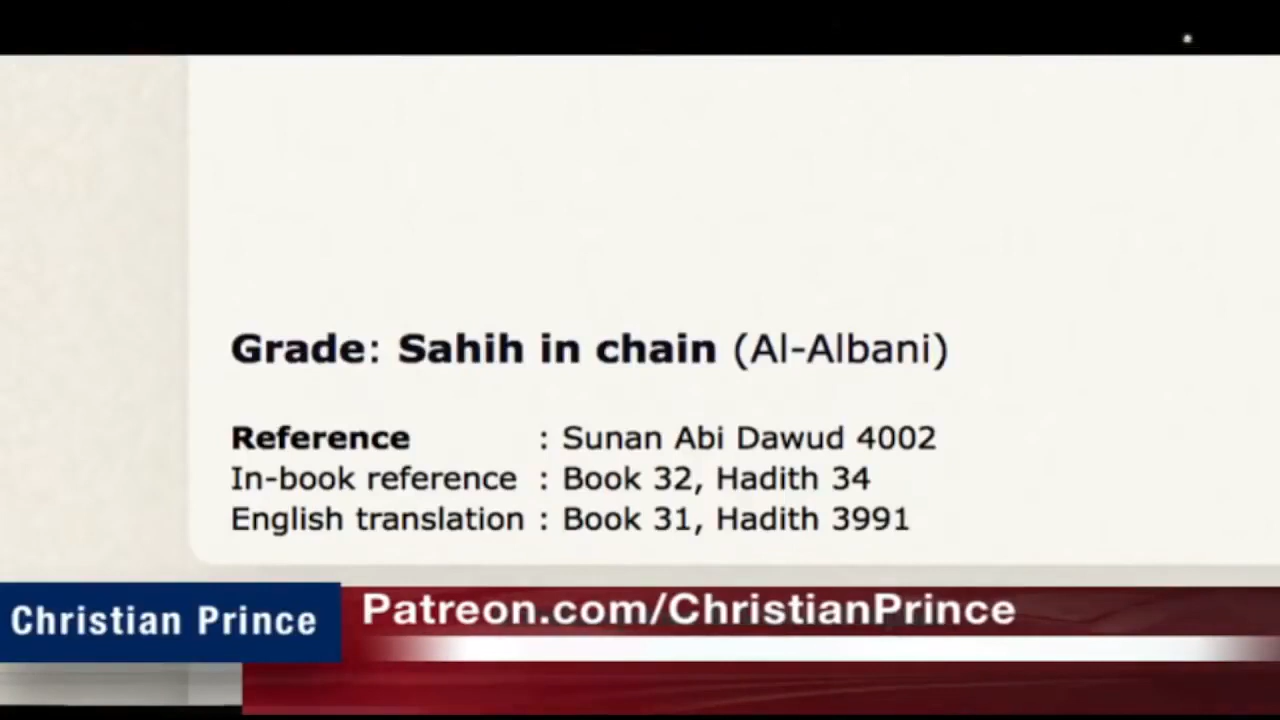 Grade: Sahih in chain (Al-Albani)
Reference : Sunan Abi Dawud 4002
In-book reference : Book 32, Hadith 34
English translation : Book 31, Hadith 3991
Christian Prince
Patreon.com/ChristianPrince